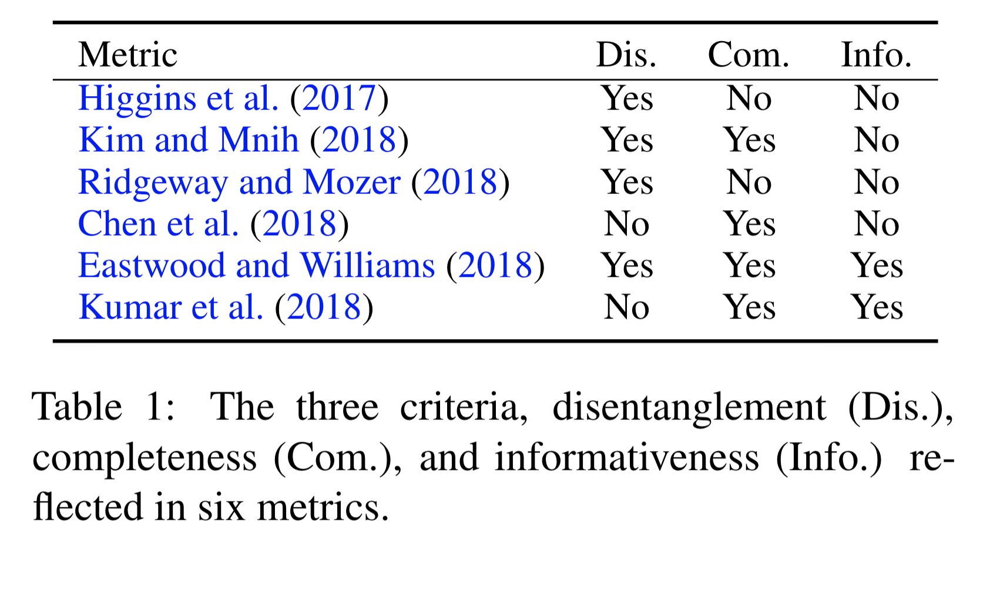 Metric Dis. Com. Info.
Higgins et al. (2017) Yes No No
Kim and Mnih (2018) Yes Yes No
Ridgeway and Mozer (2018) Yes No No
Chen et al. (2018) No Yes No
Eastwood and Williams (2018) Yes Yes Yes
Kumar et al. (2018) No Yes Yes
Table 1: The three criteria, disentanglement (Dis.),
completeness (Com.), and informativeness (Info.) re-
flected in six metrics.